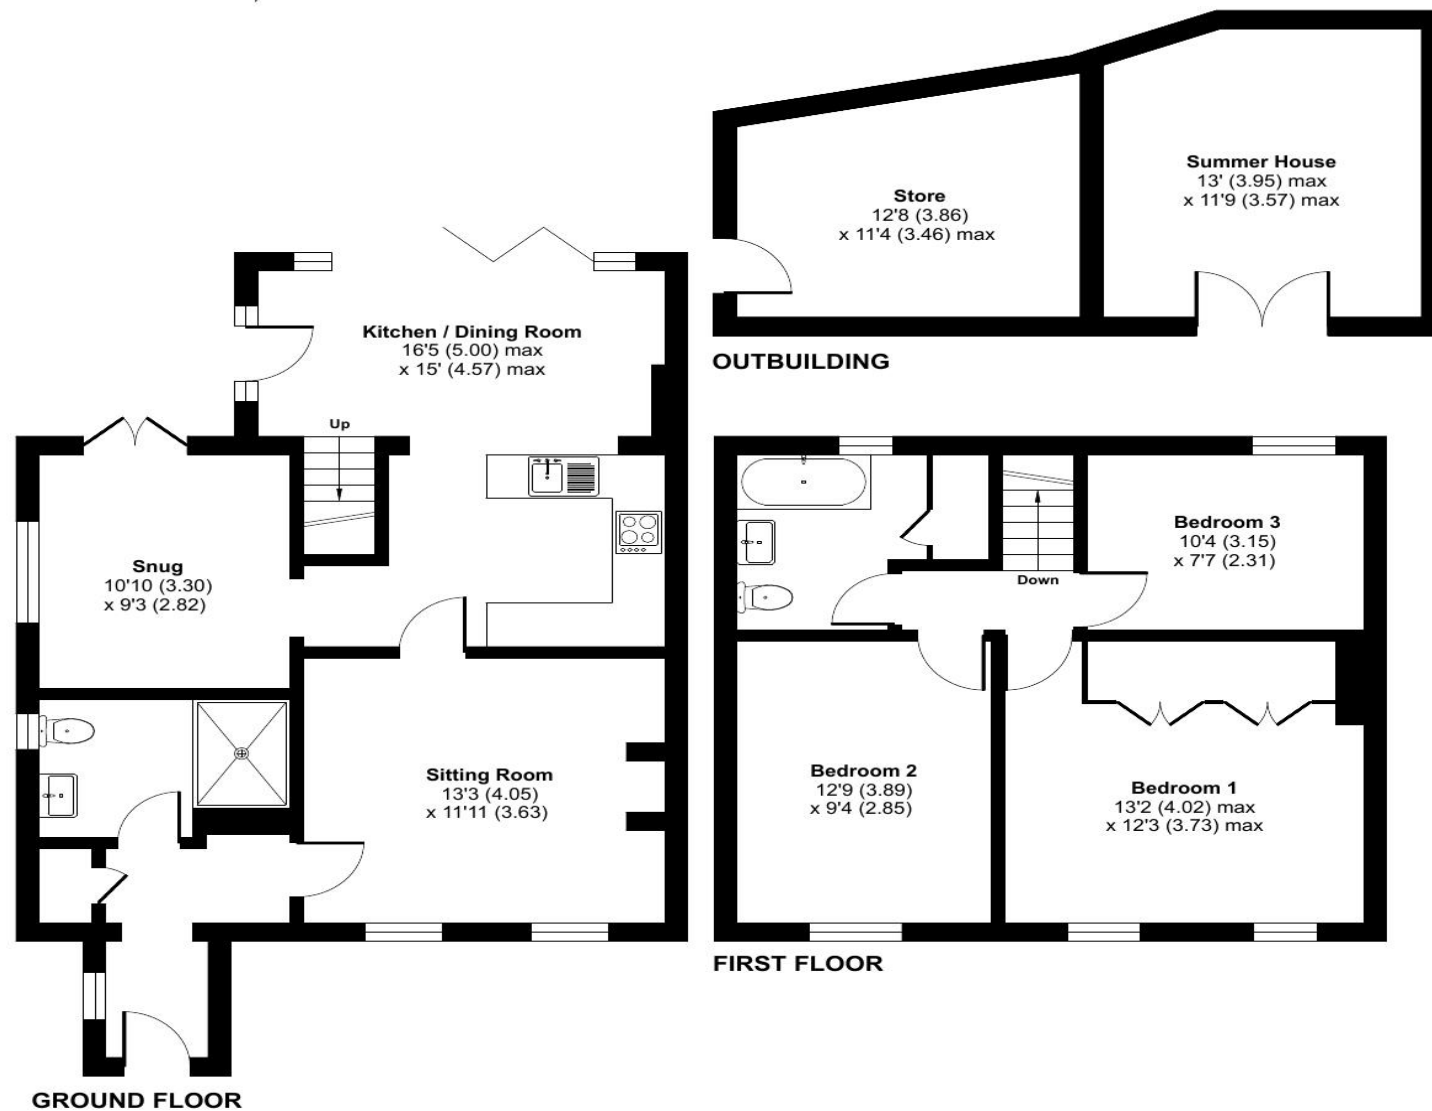 Summer House
13' (3.95) max
x 11'9 (3.57) max
Store
12'8 (3.86)
x 11'4 (3.46) max
OUTBUILDING
Kitchen / Dining Room
16'5 (5.00) max
x 15' (4.57) max
Up
Snug
10'10 (3.30)
x 9'3 (2.82)
Sitting Room
13'3 (4.05)
x 11'11 (3.63)
GROUND FLOOR
Bedroom 3
10'4 (3.15)
x 7'7 (2.31)
Down
Bedroom 2
12'9 (3.89)
x 9'4 (2.85)
Bedroom 1
13'2 (4.02) max
x 12'3 (3.73) max
FIRST FLOOR